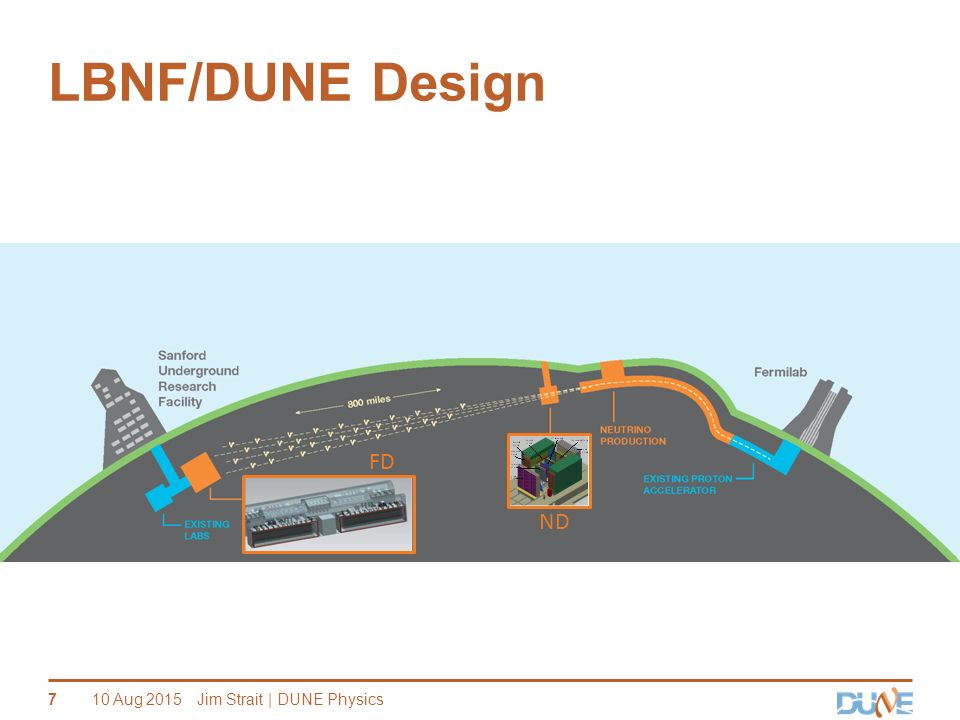 LBNF/DUNE Design
Sanford
Underground
Research
Facility
800 miles
Fermilab
NEUTRINO
PRODUCTION
EXISTING PROTON
ACCELERATOR
FD
ND
EXISTING
LABS
7 10 Aug 2015 Jim Strait | DUNE Physics
DUNE